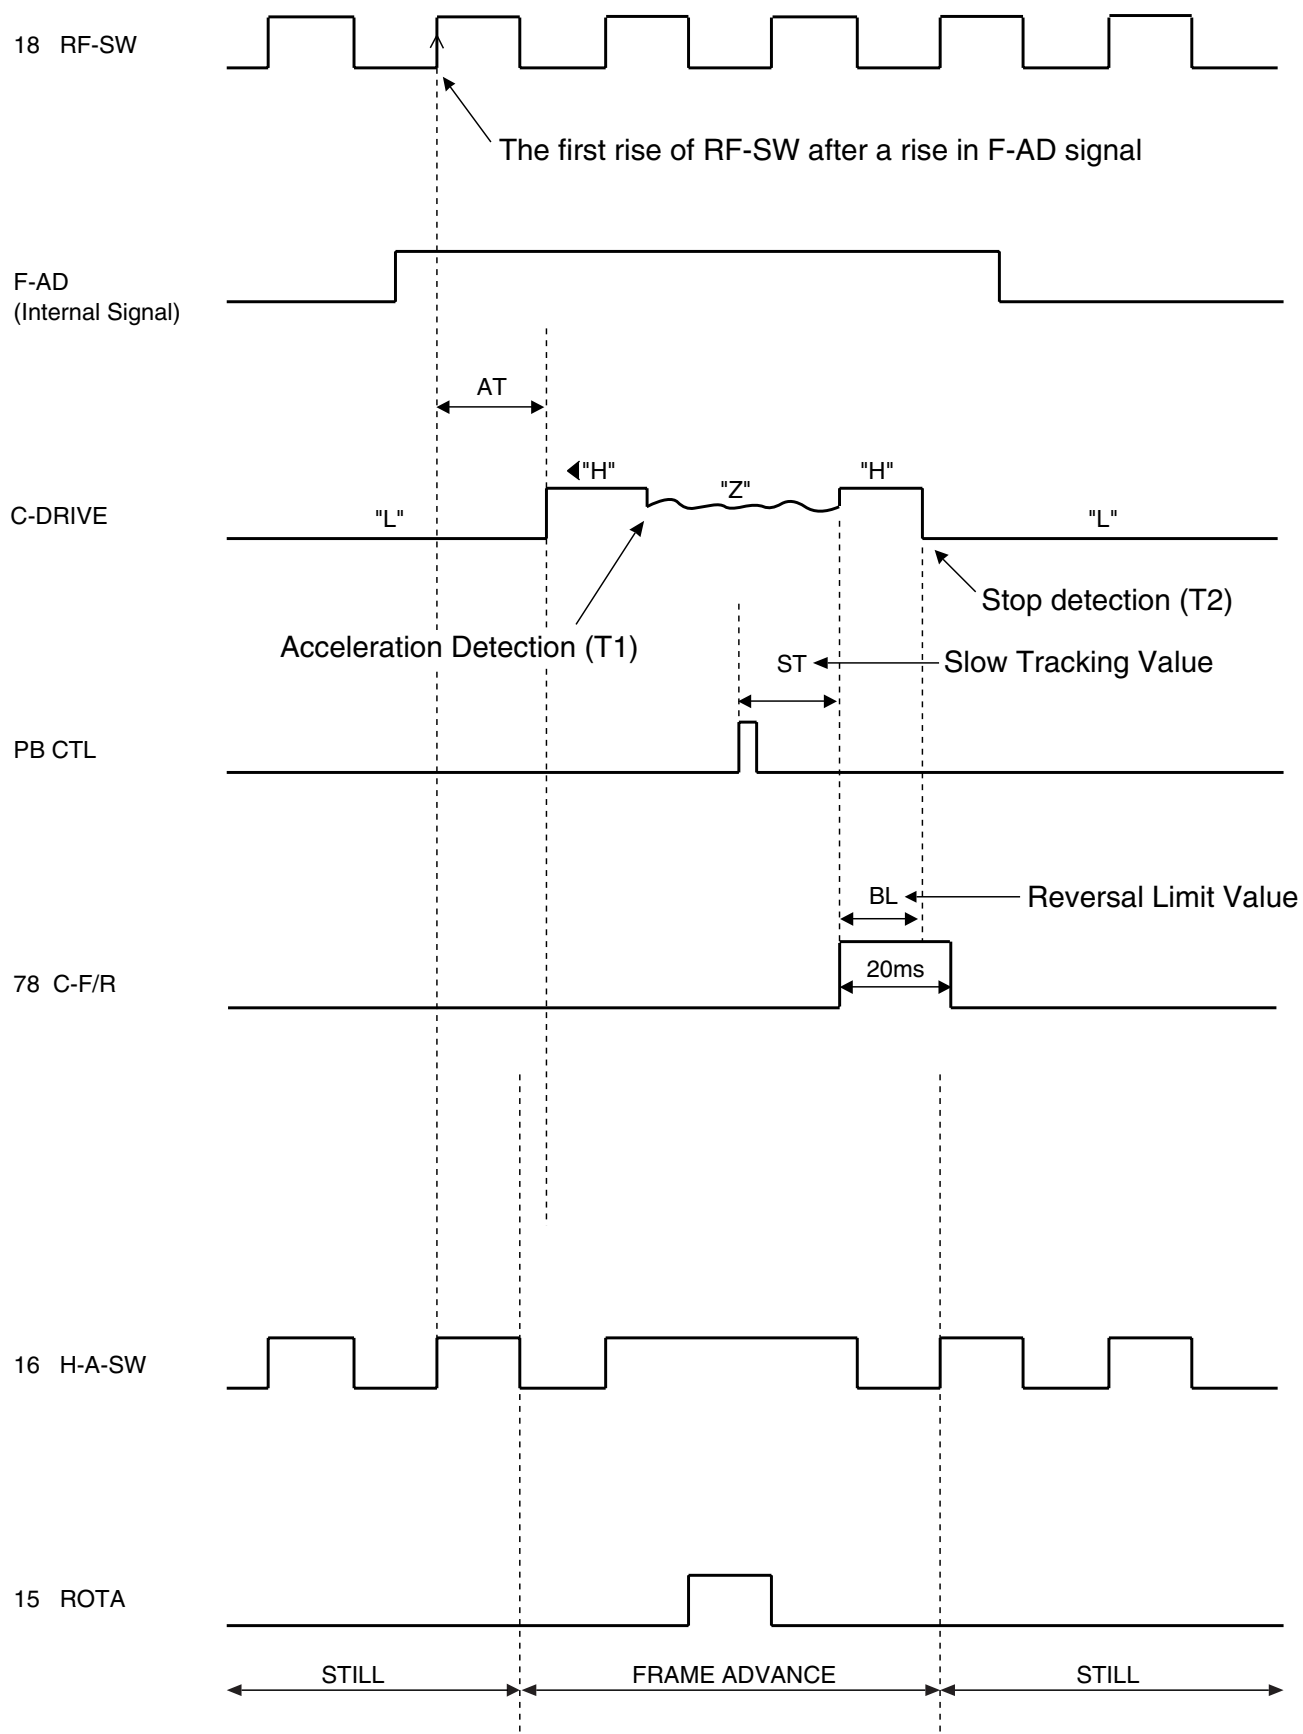 18 RF-SW
The first rise of RF-SW after a rise in F-AD signal
F-AD
(Internal Signal)
AT
"H"
"Z"
"H"
C-DRIVE
"L"
"L"
Stop detection (T2)
Acceleration Detection (T1)
ST
Slow Tracking Value
PB CTL
BL
Reversal Limit Value
78 C-F/R
20ms
16 H-A-SW
15 ROTA
STILL
FRAME ADVANCE
STILL